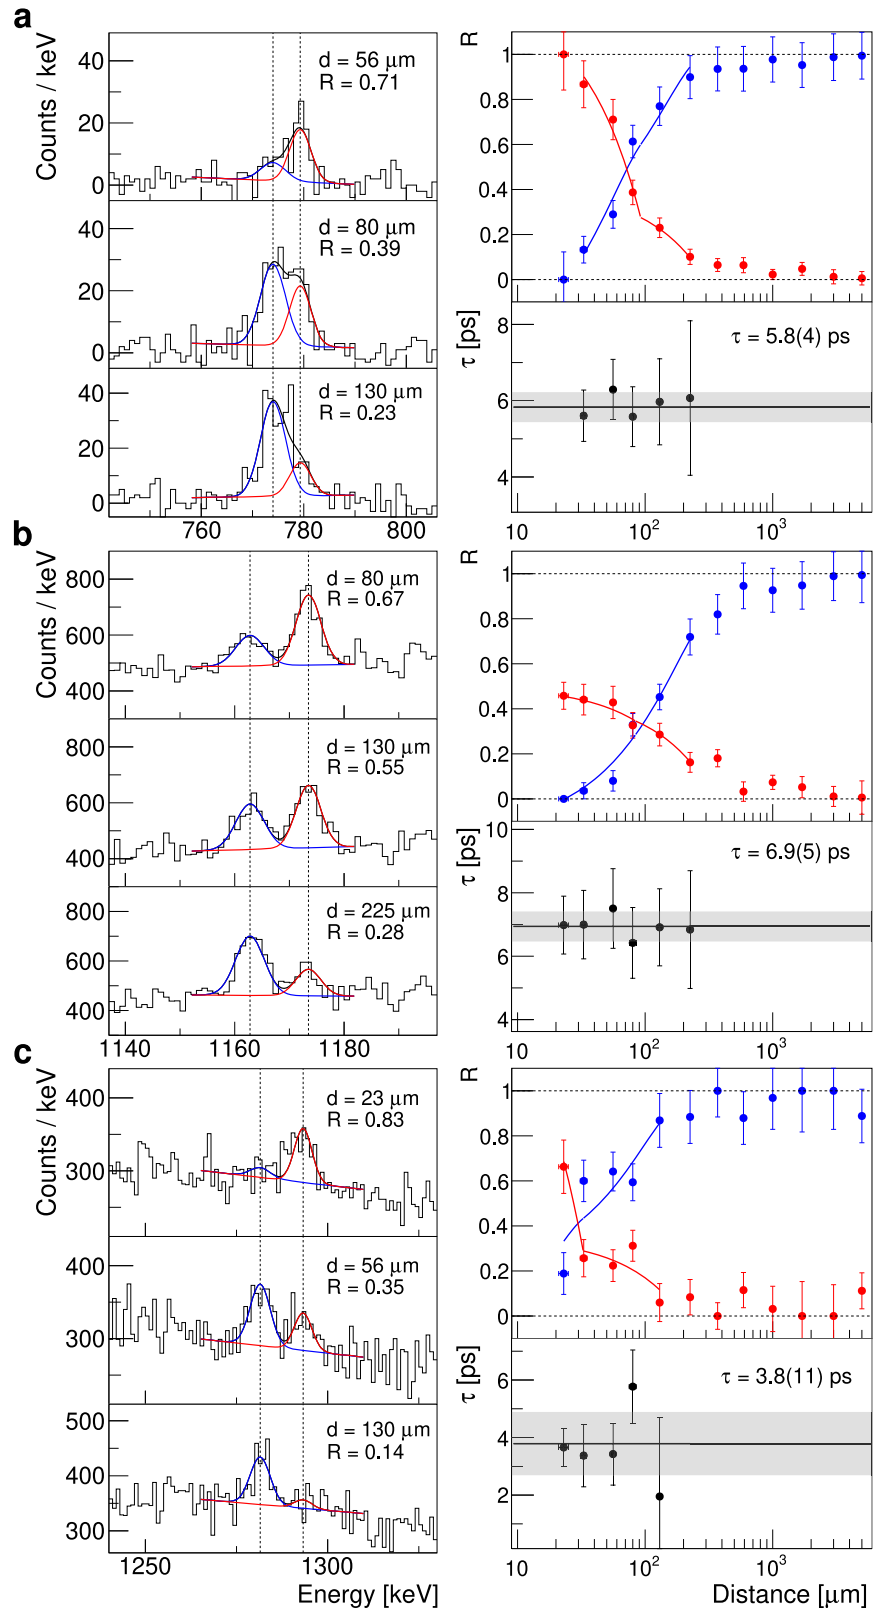 a
Counts / keV
40
20
0
d = 56 μm
R = 0.71
40
20
0
d = 80 μm
R = 0.39
40
20
0
d = 130 μm
R = 0.23
760 780 800
R
1
0.8
0.6
0.4
0.2
0
τ [ps]
8
6
4
τ = 5.8(4) ps
10 10² 10³
b
Counts / keV
800
600
400
d = 80 μm
R = 0.67
800
600
400
d = 130 μm
R = 0.55
800
600
400
d = 225 μm
R = 0.28
1140 1160 1180
R
1
0.8
0.6
0.4
0.2
0
τ [ps]
10
8
6
4
τ = 6.9(5) ps
10 10² 10³
c
Counts / keV
400
300
d = 23 μm
R = 0.83
400
300
d = 56 μm
R = 0.35
500
400
300
d = 130 μm
R = 0.14
1250 1300
Energy [keV]
R
1
0.8
0.6
0.4
0.2
0
τ [ps]
6
4
2
τ = 3.8(11) ps
10 10² 10³
Distance [μm]